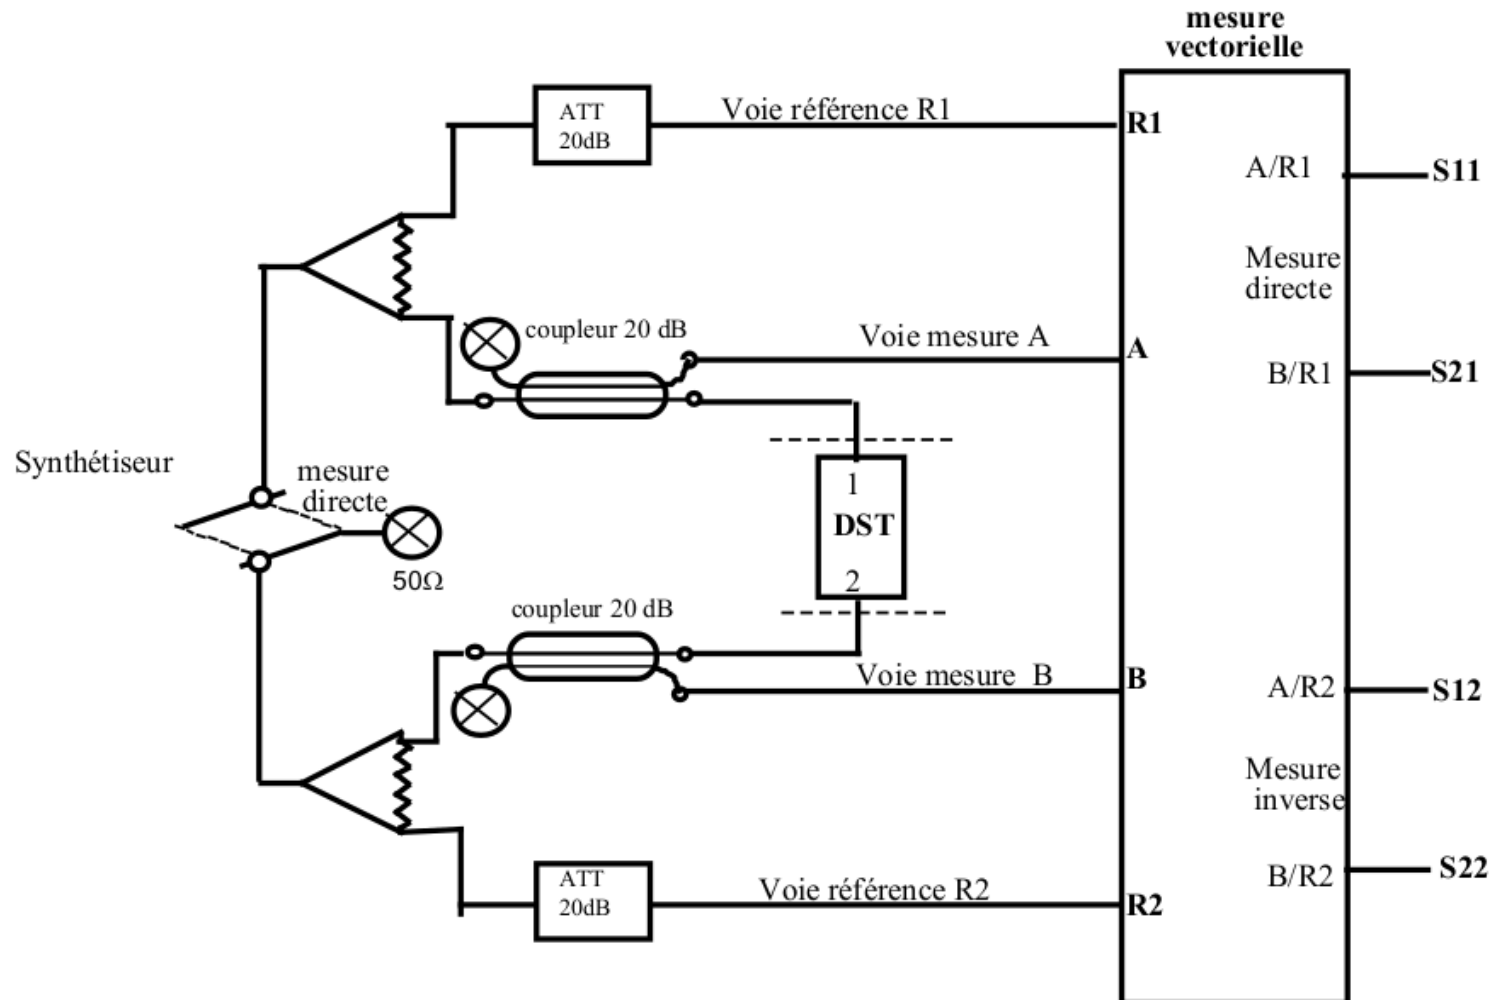 mesure
vectorielle
ATT
20dB
Voie référence R1
R1
A/R1
S11
Mesure
directe
coupleur 20 dB
Voie mesure A
A
B/R1
S21
Synthétiseur
mesure
directe
50Ω
1
DST
2
coupleur 20 dB
Voie mesure B
B
A/R2
S12
Mesure
inverse
ATT
20dB
Voie référence R2
R2
B/R2
S22